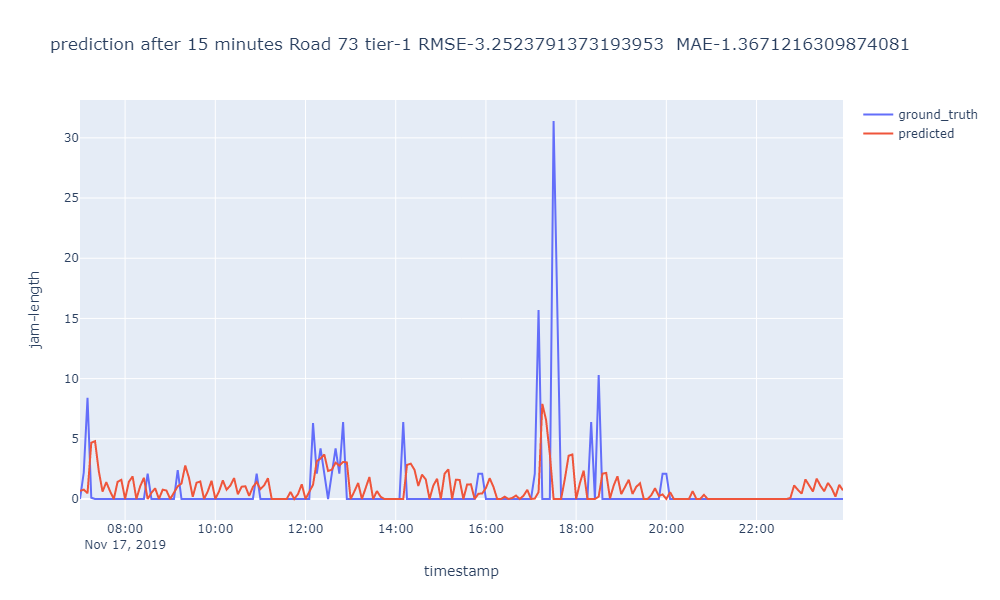 prediction after 15 minutes Road 73 tier-1 RMSE-3.2523791373193953  MAE-1.3671216309874081
ground_truth
predicted
jam-length
30
25
20
15
10
5
0
08:00
10:00
12:00
14:00
16:00
18:00
20:00
22:00
Nov 17, 2019
timestamp